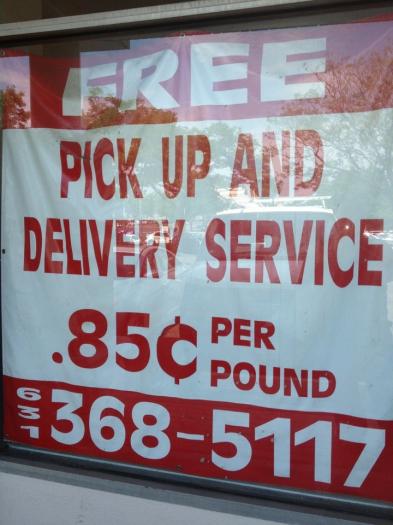 FREE
PICK UP AND
DELIVERY SERVICE
.85¢ PER
POUND
631 368-5117